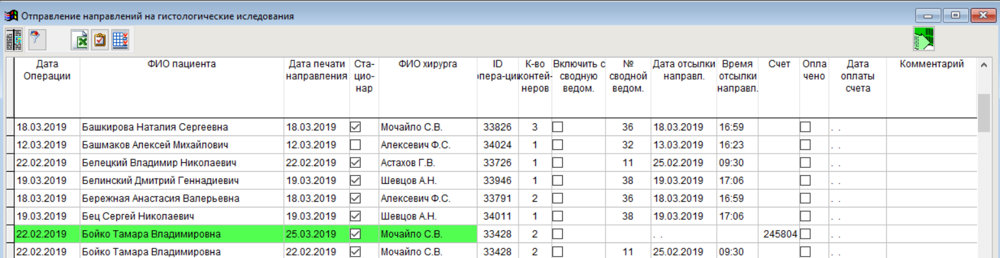 Отправление направлений на гистологические иследования
Дата Операции ФИО пациента Дата печати направления Ста-цио-нар ФИО хирурга ID опера-ции К-во контей-неров Включить с сводную ведом. № сводной ведом. Дата отсылки направл. Время отсылки направл. Счет Опла чено Дата оплаты счета Комментарий
18.03.2019 Башкирова Наталия Сергеевна 18.03.2019 Мочайло С.В. 33826 3 36 18.03.2019 16:59 . .
12.03.2019 Башмаков Алексей Михайлович 12.03.2019 Алексевич Ф.С. 34024 1 32 13.03.2019 16:23 . .
22.02.2019 Белецкий Владимир Николаевич 22.02.2019 Астахов Г.В. 33726 1 11 25.02.2019 09:30 . .
19.03.2019 Белинский Дмитрий Геннадиевич 19.03.2019 Шевцов А.Н. 33946 1 38 19.03.2019 17:06 . .
18.03.2019 Бережная Анастасия Валерьевна 18.03.2019 Алексевич Ф.С. 33791 2 36 18.03.2019 16:59 . .
19.03.2019 Бец Сергей Николаевич 19.03.2019 Шевцов А.Н. 34011 1 38 19.03.2019 17:06 . .
22.02.2019 Бойко Тамара Владимировна 25.03.2019 Мочайло С.В. 33428 2 . . 245804 . .
22.02.2019 Бойко Тамара Владимировна 22.02.2019 Мочайло С.В. 33428 2 11 25.02.2019 09:30 . .